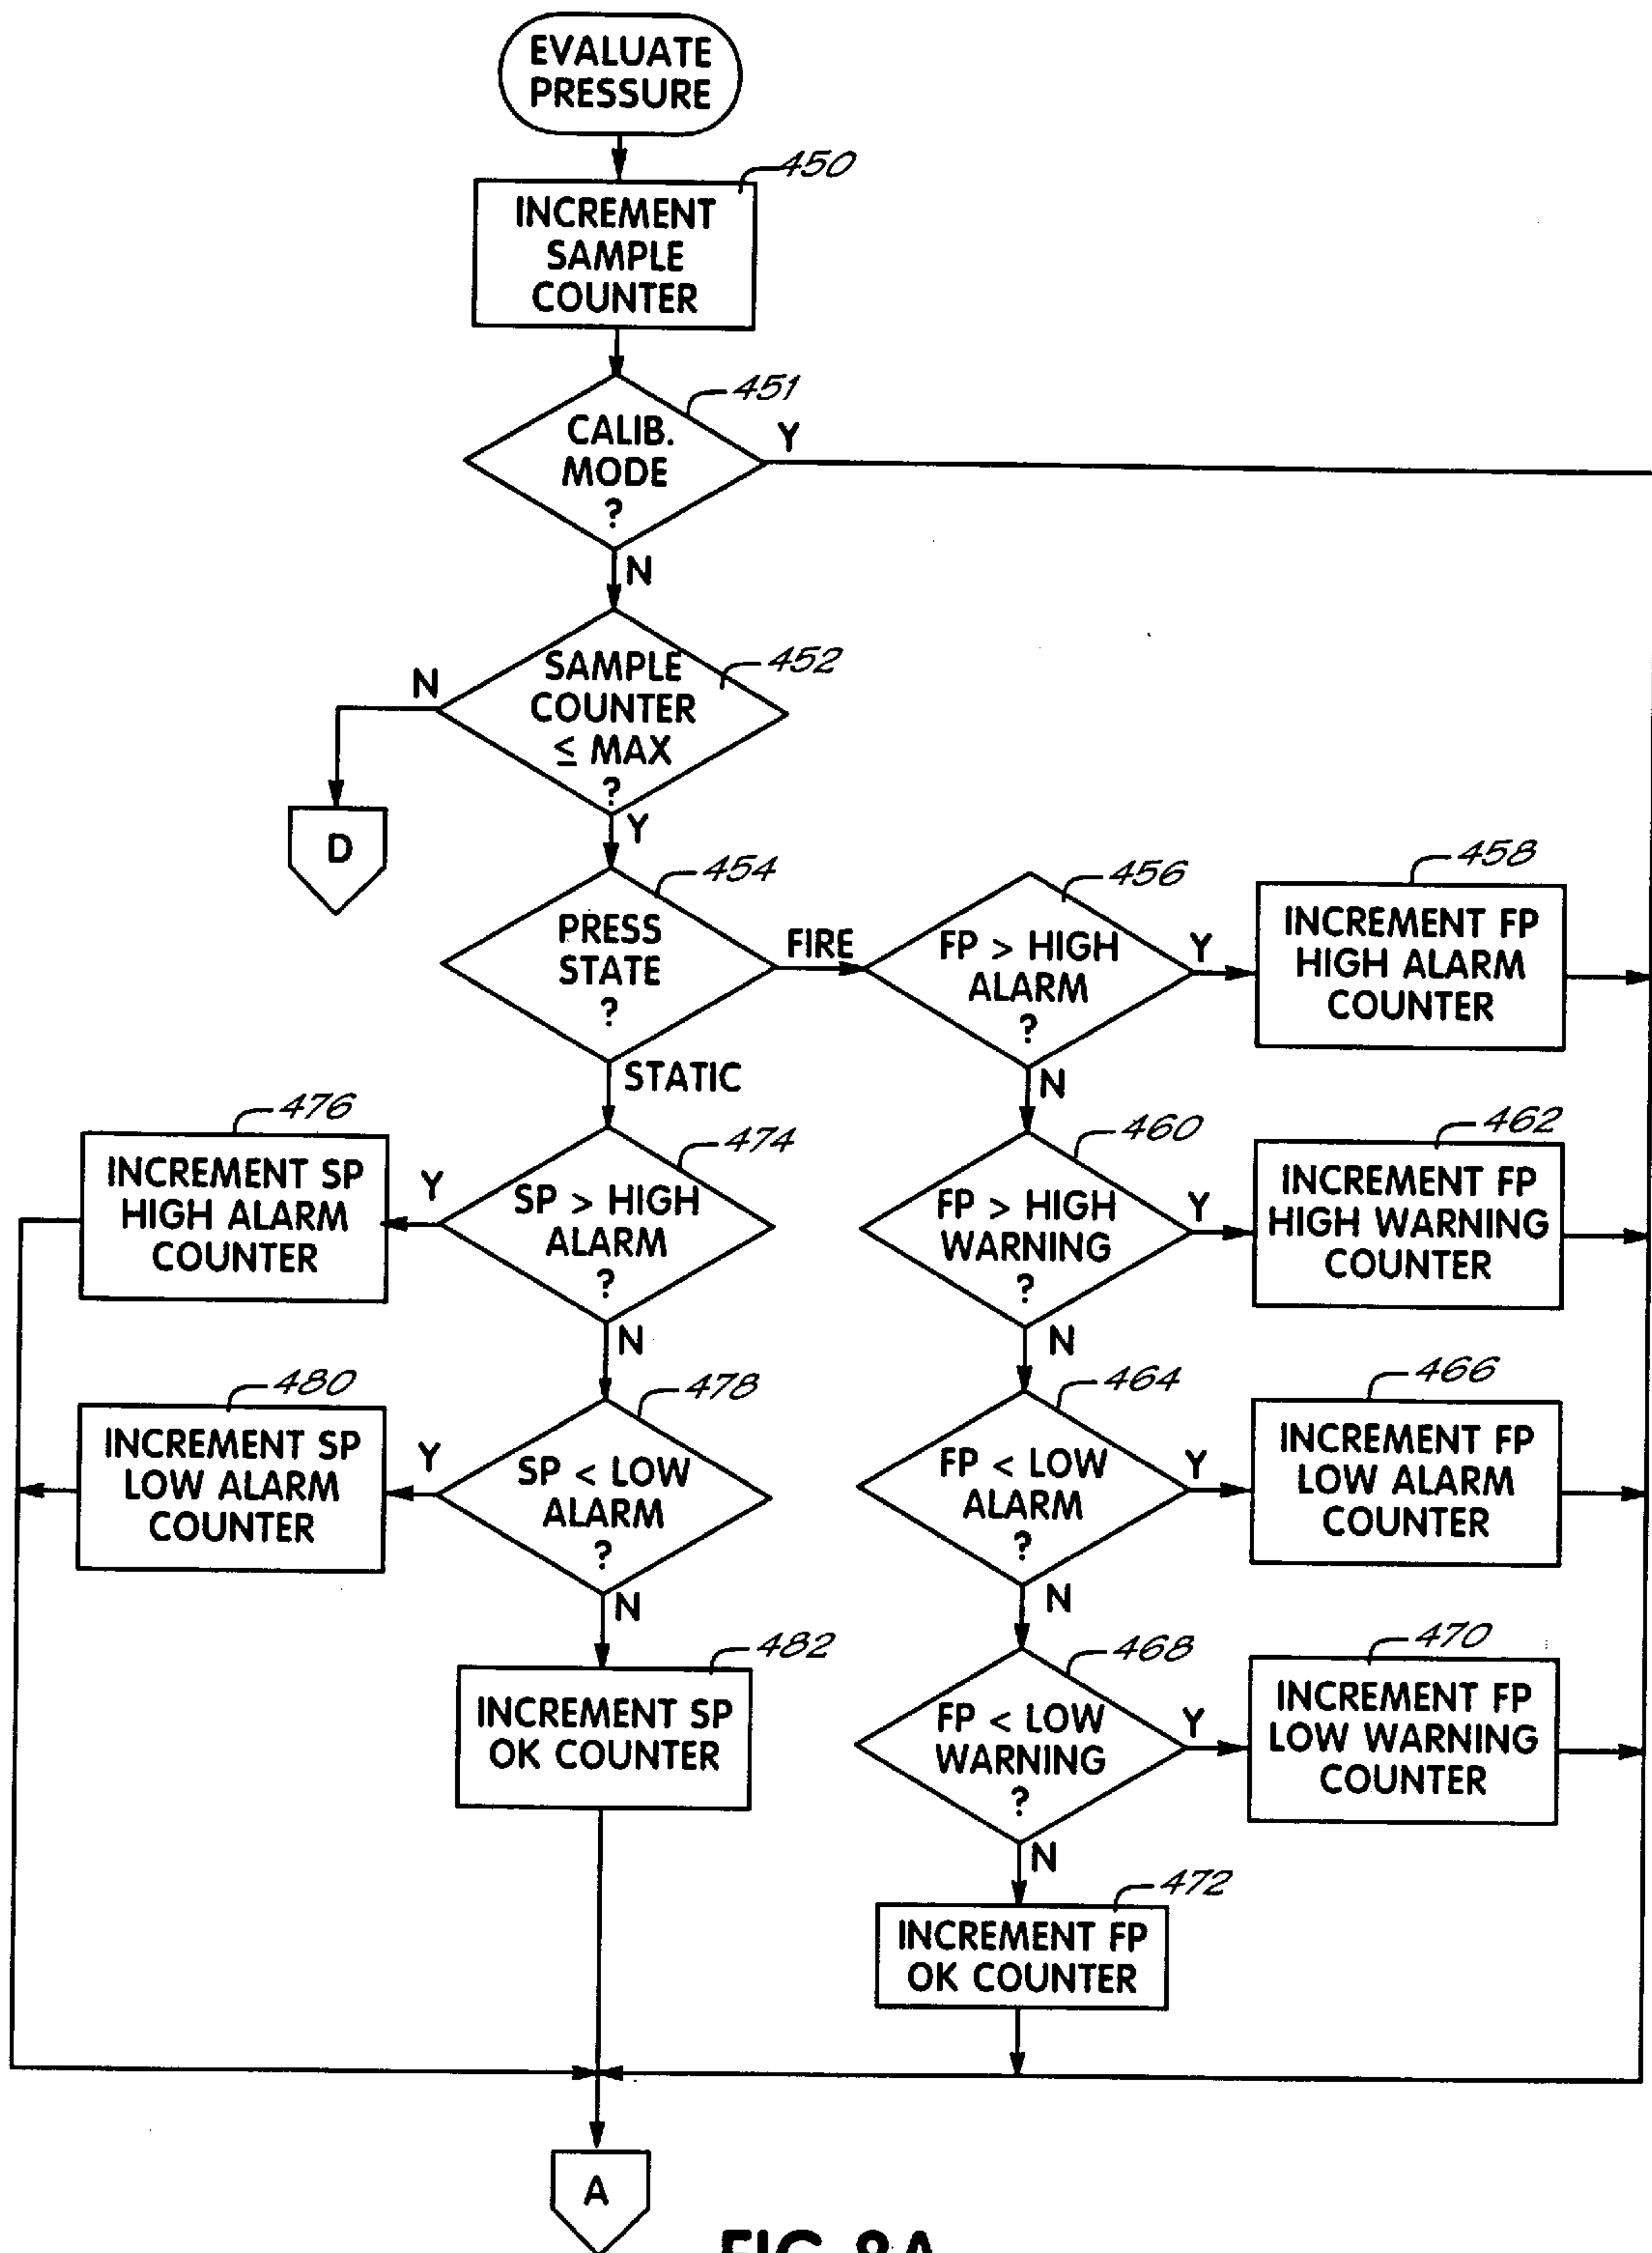 EVALUATE
PRESSURE
450
INCREMENT
SAMPLE
COUNTER
451
CALIB.
MODE
?
Y
N
452
SAMPLE
COUNTER
≤ MAX
?
N
Y
D
454
PRESS
STATE
?
FIRE
STATIC
456
FP > HIGH
ALARM
?
Y
N
458
INCREMENT FP
HIGH ALARM
COUNTER
476
INCREMENT SP
HIGH ALARM
COUNTER
474
SP > HIGH
ALARM
?
Y
N
460
FP > HIGH
WARNING
?
Y
N
462
INCREMENT FP
HIGH WARNING
COUNTER
480
INCREMENT SP
LOW ALARM
COUNTER
478
SP < LOW
ALARM
?
Y
N
464
FP < LOW
ALARM
?
Y
N
466
INCREMENT FP
LOW ALARM
COUNTER
482
INCREMENT SP
OK COUNTER
468
FP < LOW
WARNING
?
Y
N
470
INCREMENT FP
LOW WARNING
COUNTER
472
INCREMENT FP
OK COUNTER
A
FIG.8A